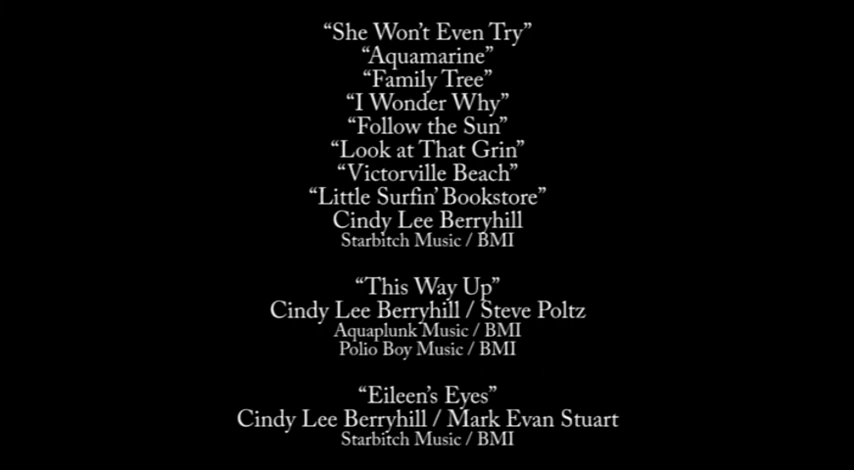 “She Won’t Even Try”
“Aquamarine”
“Family Tree”
“I Wonder Why”
“Follow the Sun”
“Look at That Grin”
“Victorville Beach”
“Little Surfin’ Bookstore”
Cindy Lee Berryhill
Starbitch Music / BMI
“This Way Up”
Cindy Lee Berryhill / Steve Poltz
Aquaplunk Music / BMI
Polio Boy Music / BMI
“Eileen’s Eyes”
Cindy Lee Berryhill / Mark Evan Stuart
Starbitch Music / BMI